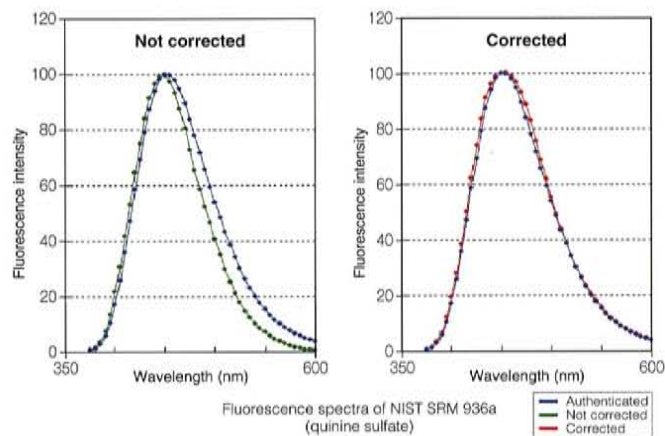 Not corrected
Fluorescence intensity
120
100
80
60
40
20
0
350
600
Wavelength (nm)
Corrected
Fluorescence intensity
120
100
80
60
40
20
0
350
600
Wavelength (nm)
Fluorescence spectra of NIST SRM 936a
(quinine sulfate)
Authenticated
Not corrected
Corrected